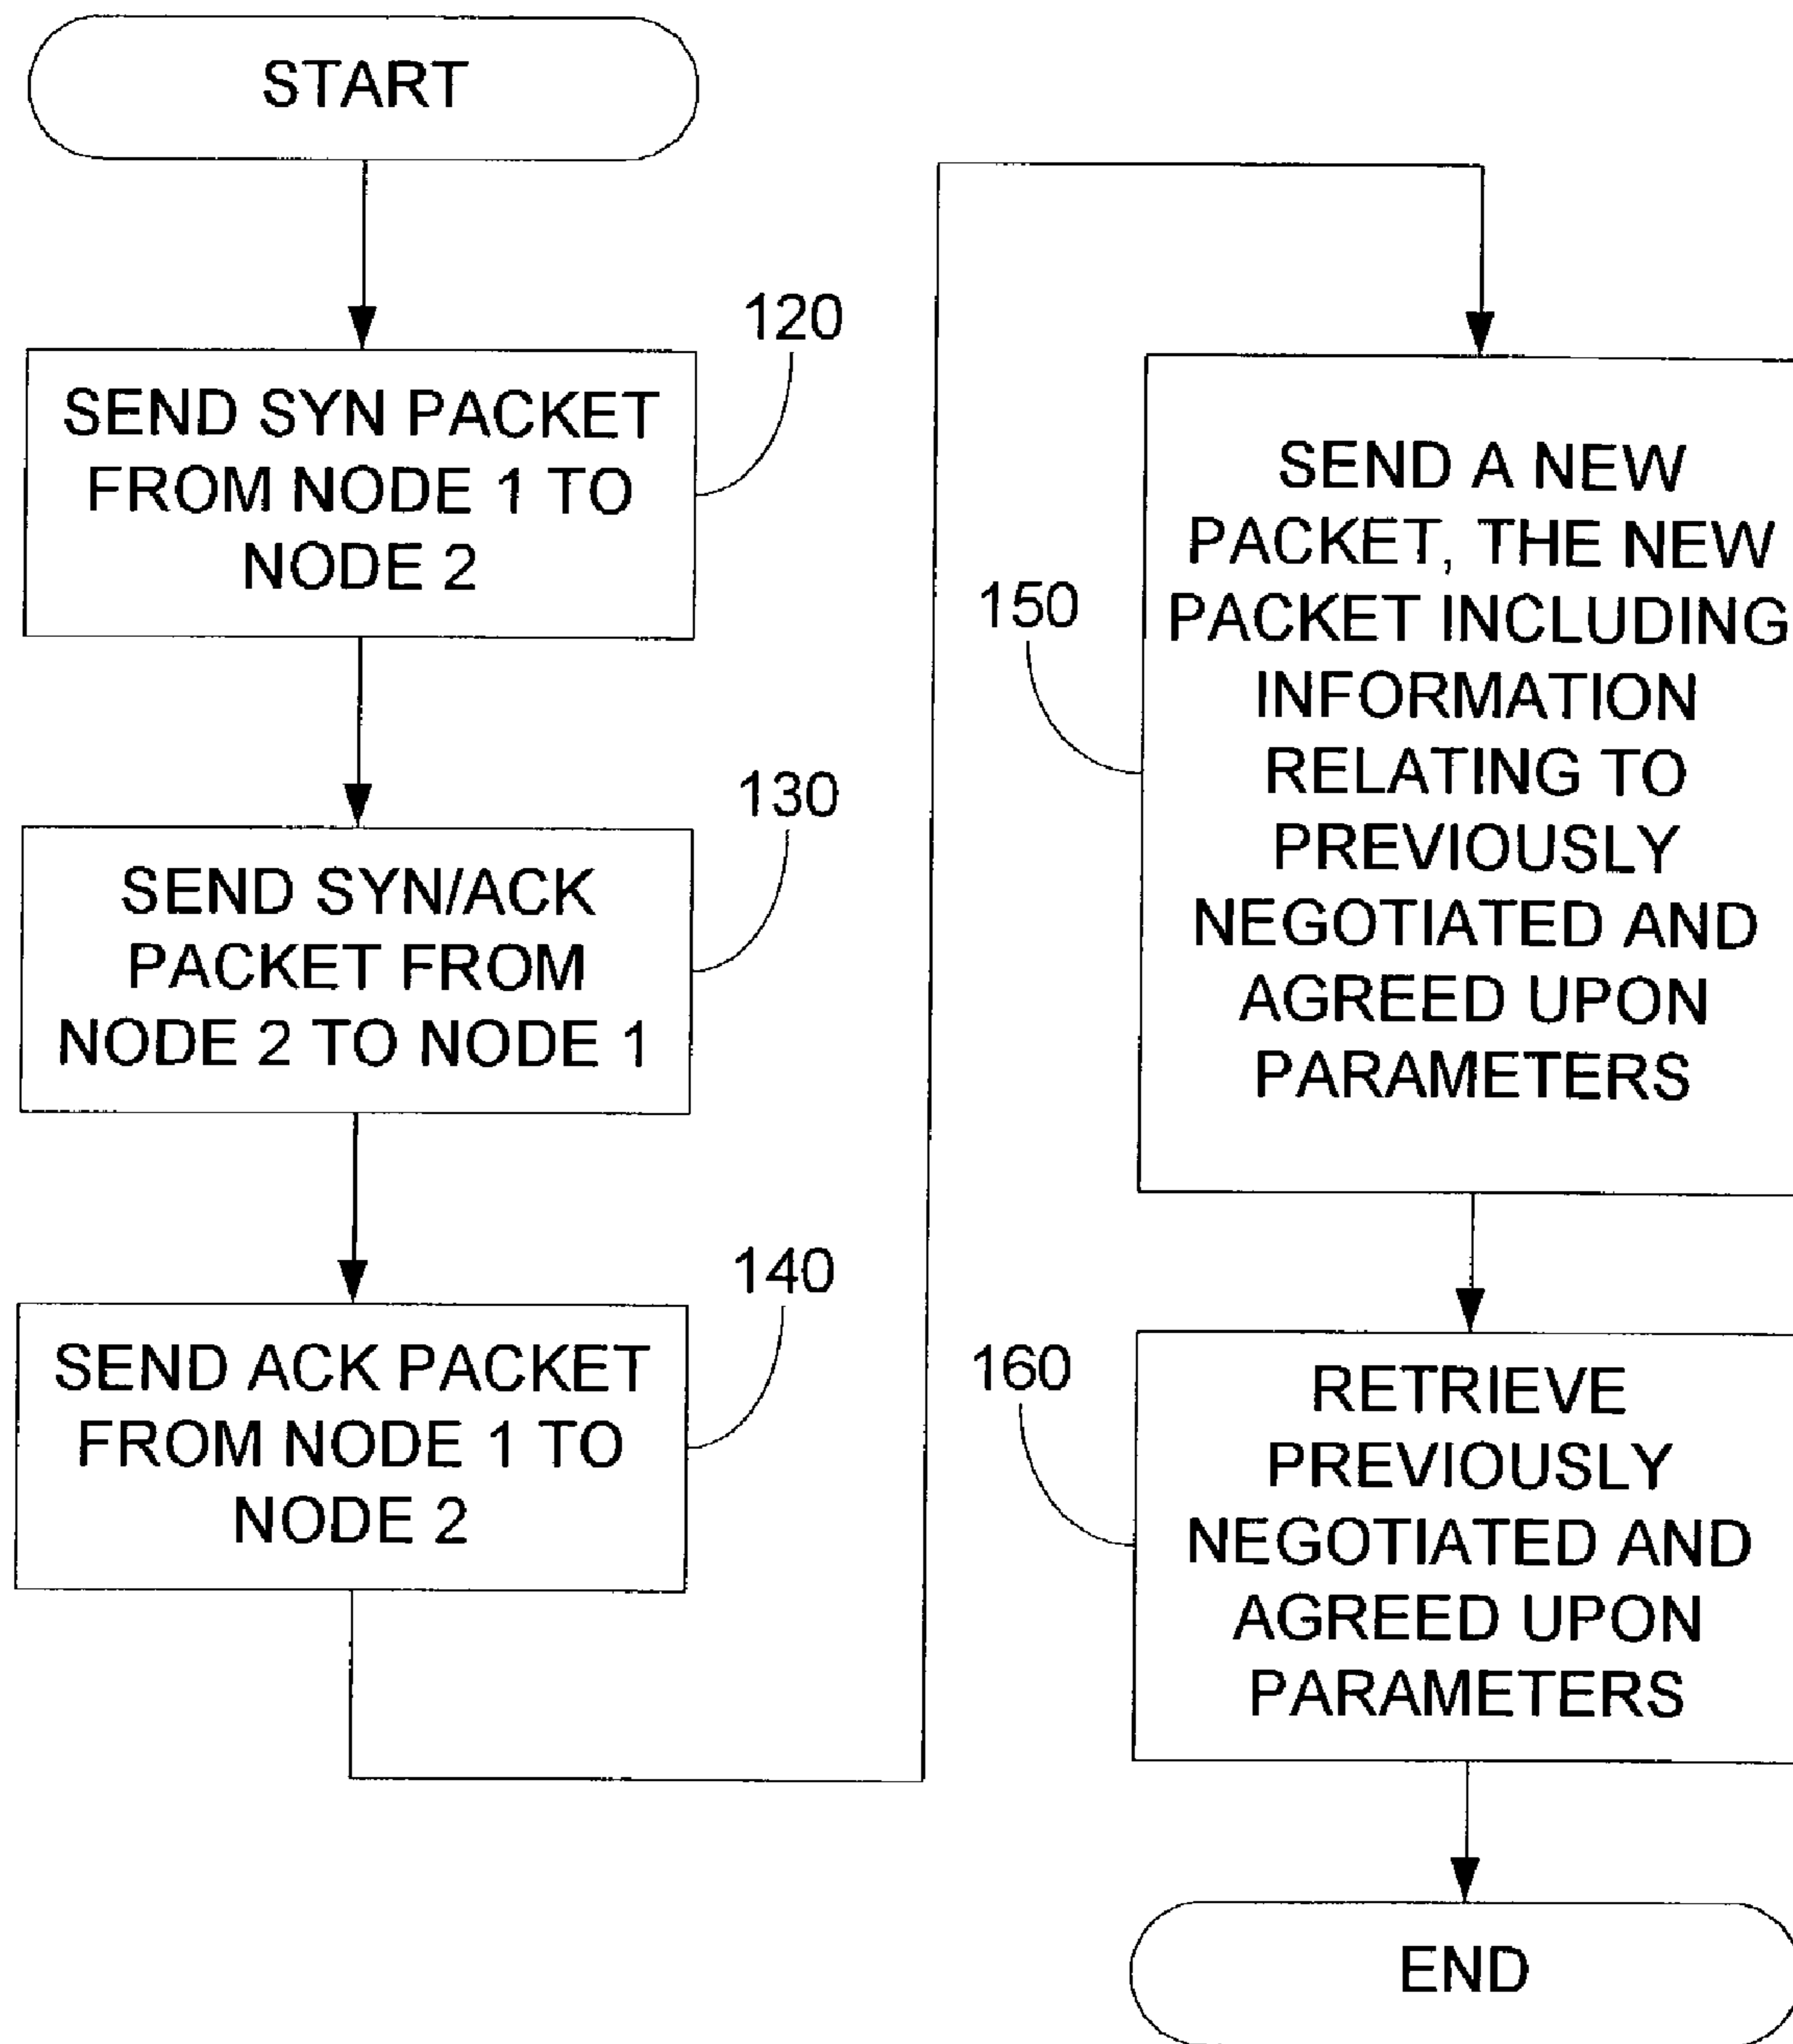 START
120
SEND SYN PACKET
FROM NODE 1 TO
NODE 2
130
SEND SYN/ACK
PACKET FROM
NODE 2 TO NODE 1
140
SEND ACK PACKET
FROM NODE 1 TO
NODE 2
150
SEND A NEW
PACKET, THE NEW
PACKET INCLUDING
INFORMATION
RELATING TO
PREVIOUSLY
NEGOTIATED AND
AGREED UPON
PARAMETERS
160
RETRIEVE
PREVIOUSLY
NEGOTIATED AND
AGREED UPON
PARAMETERS
END